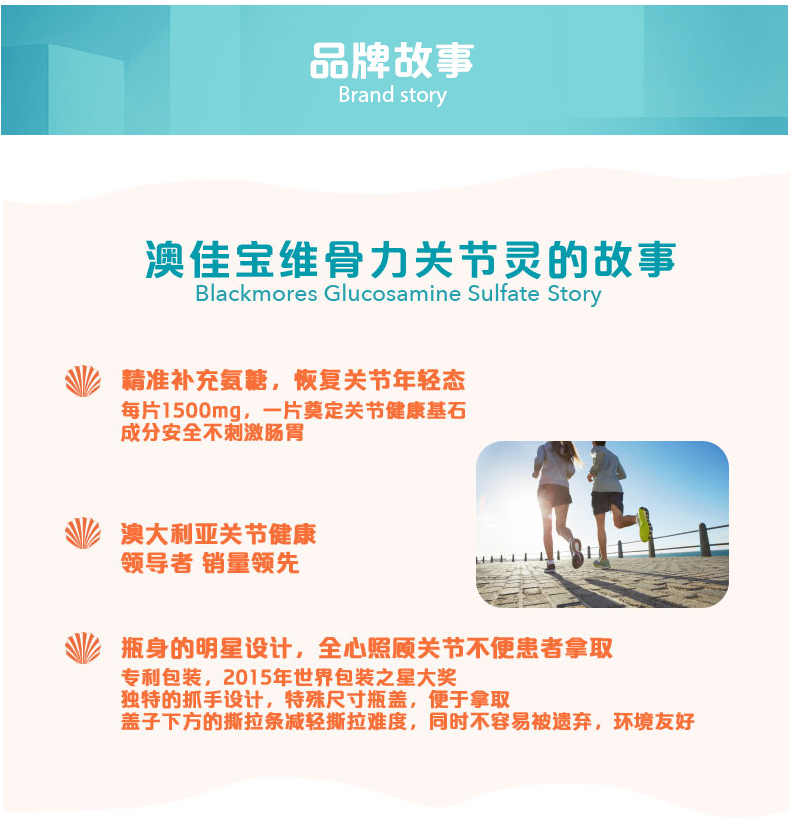 品牌故事
Brand story
澳佳宝维骨力关节灵的故事
Blackmores Glucosamine Sulfate Story
精准补充氨糖，恢复关节年轻态
每片1500mg，一片奠定关节健康基石
成分安全不刺激肠胃
澳大利亚关节健康
领导者 销量领先
瓶身的明星设计，全心照顾关节不便患者拿取
专利包装，2015年世界包装之星大奖
独特的抓手设计，特殊尺寸瓶盖，便于拿取
盖子下方的撕拉条减轻撕拉难度，同时不容易被遗弃，环境友好